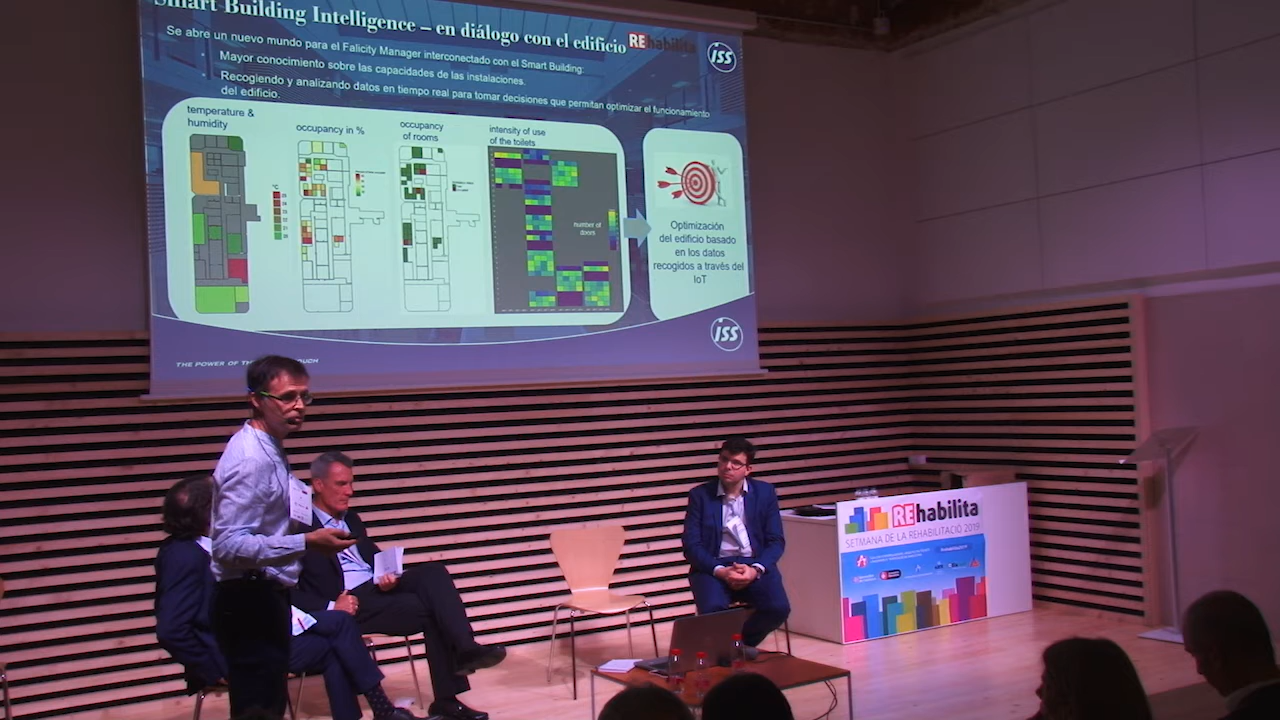 Smart Building Intelligence – en diálogo con el edificio
REhabilita
iss
Se abre un nuevo mundo para el Falicity Manager interconectado con el Smart Building:
Mayor conocimiento sobre las capacidades de las instalaciones.
Recogiendo y analizando datos en tiempo real para tomar decisiones que permitan optimizar el funcionamiento
del edificio.
temperature &
humidity
occupancy in %
occupancy
of rooms
intensity of use
of the toilets
°C
number of
doors
Optimización
del edificio basado
en los datos
recogidos a través del
IoT
iss
THE POWER OF
REhabilita
SETMANA DE LA REHABILITACIÓ 2019